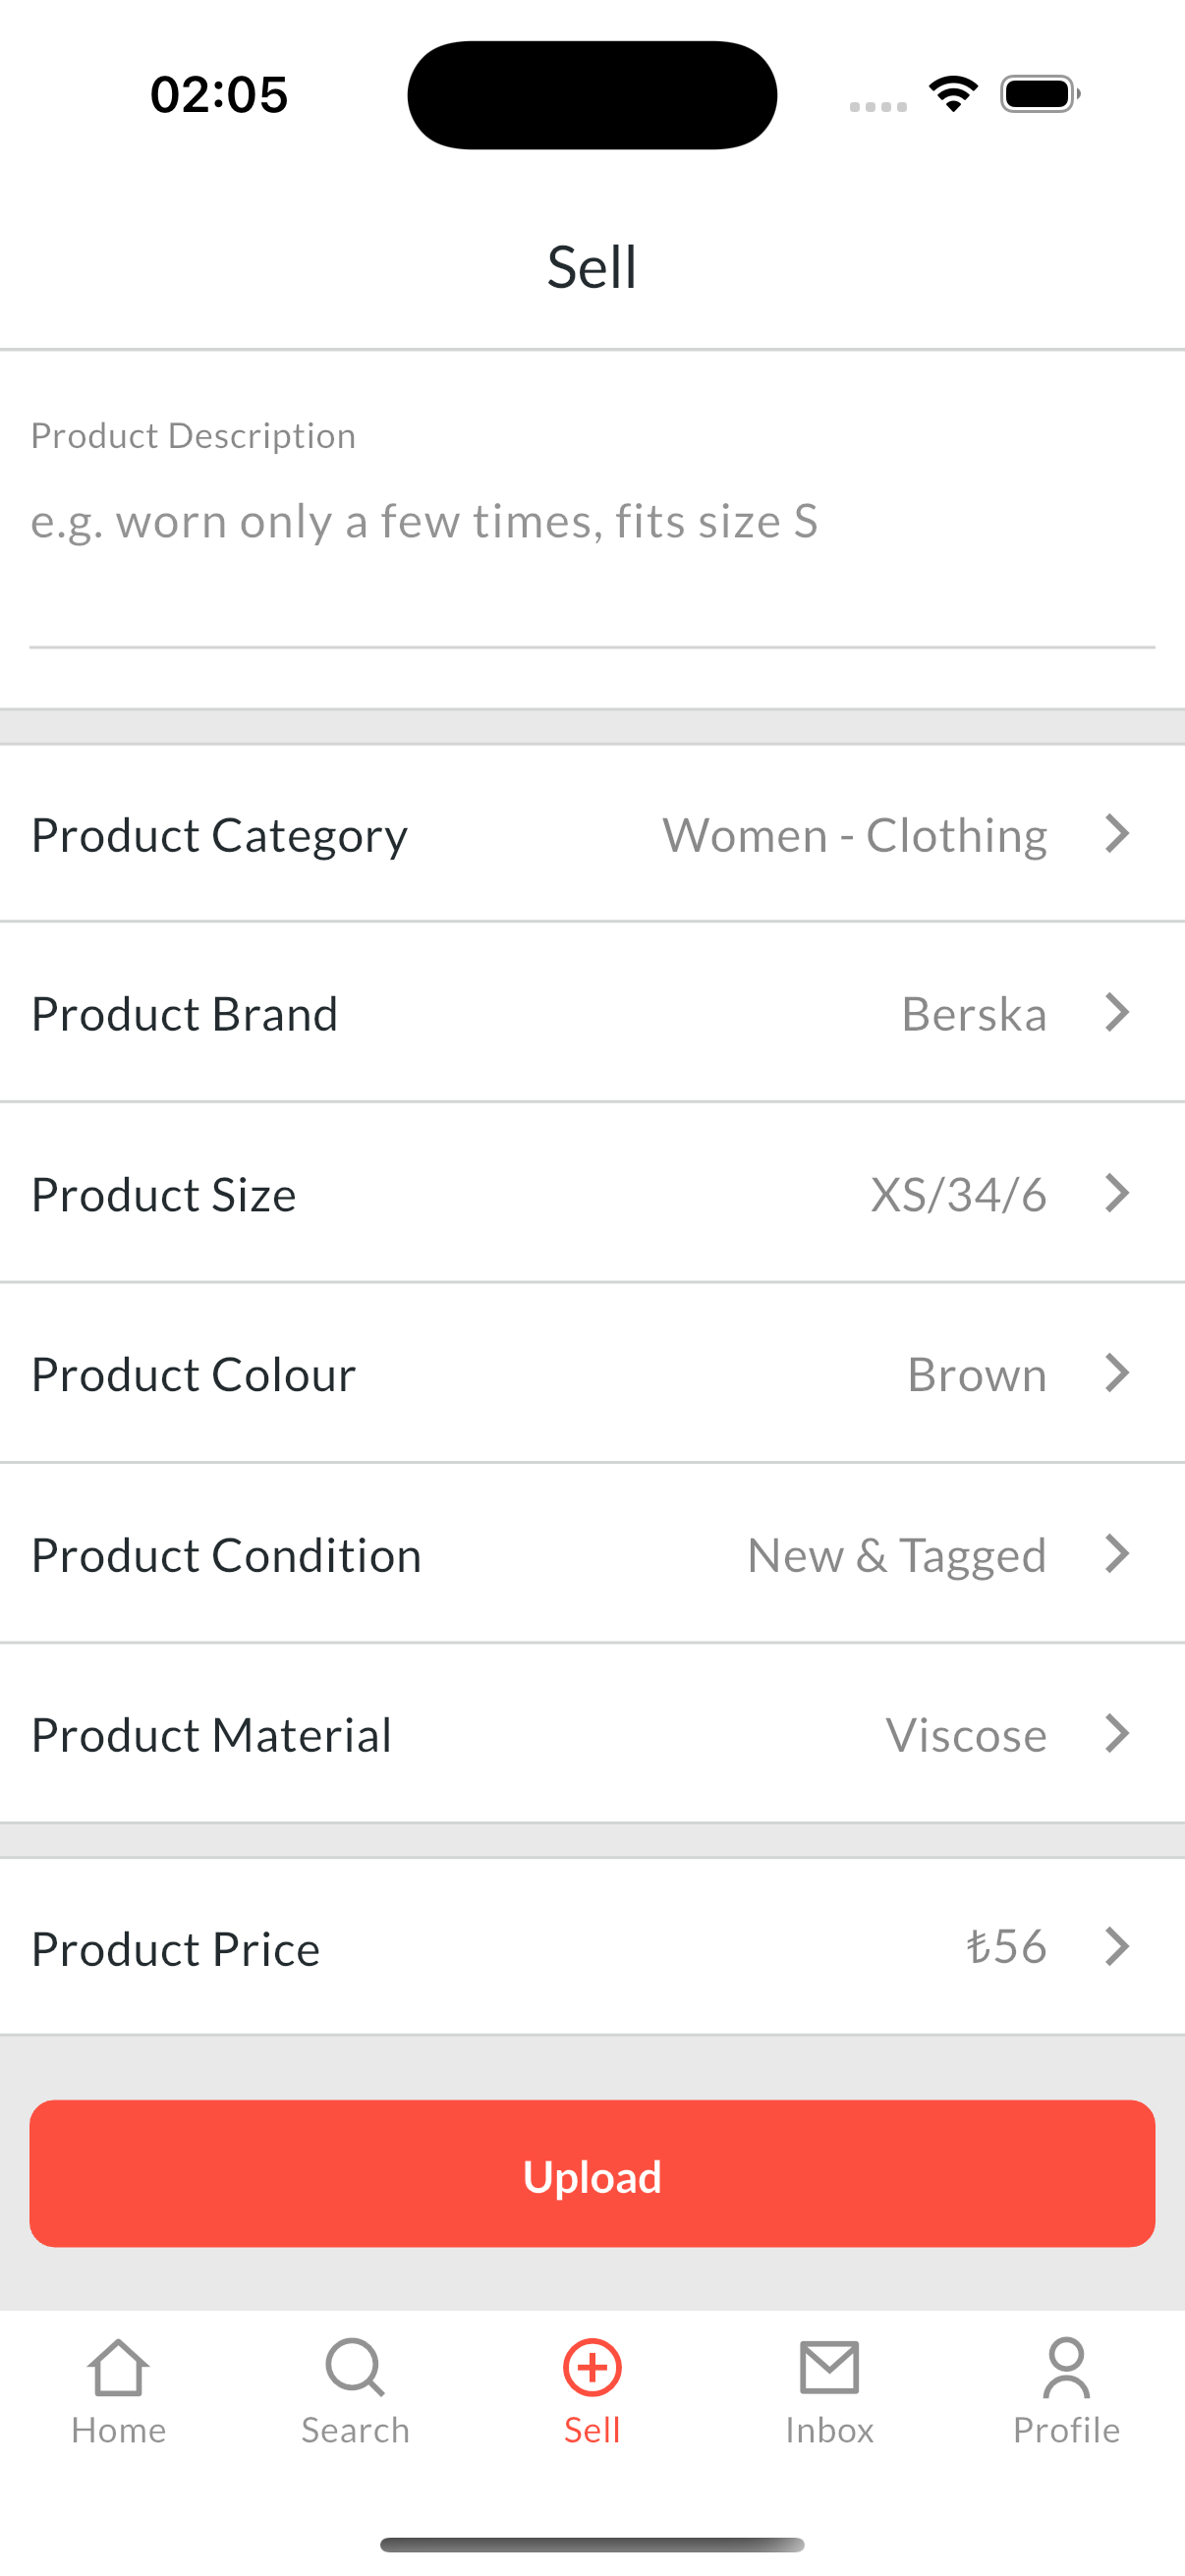 02:05
Sell
Product Description
e.g. worn only a few times, fits size S
Product Category Women - Clothing
Product Brand Berska
Product Size XS/34/6
Product Colour Brown
Product Condition New & Tagged
Product Material Viscose
Product Price ₺56
Upload
Home Search Sell Inbox Profile